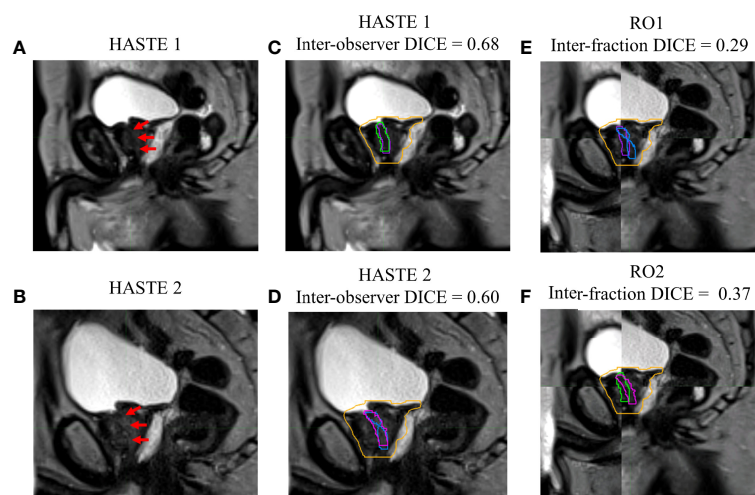 A
HASTE 1
C
HASTE 1
Inter-observer DICE = 0.68
E
RO1
Inter-fraction DICE = 0.29
B
HASTE 2
D
HASTE 2
Inter-observer DICE = 0.60
F
RO2
Inter-fraction DICE =  0.37